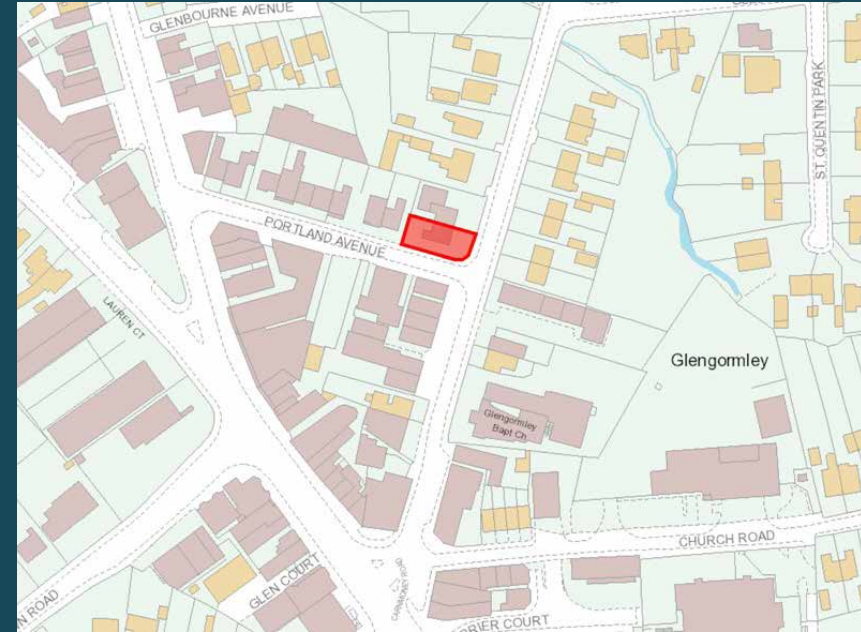 GLENBOURNE AVENUE
ST. QUENTIN PARK
PORTLAND AVENUE
LAUREN CT
Glengormley
Glengormley
Bapt Ch
CHURCH ROAD
GLEN COURT
ROAD
COURT